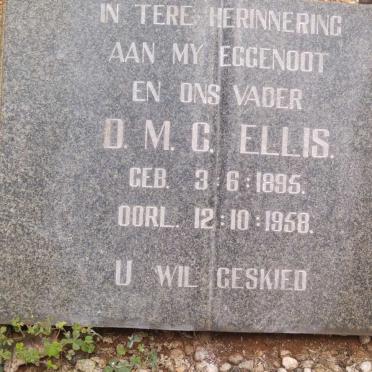 IN TERE HERINNERING
AAN MY EGGENOOT
EN ONS VADER
D. M. C. ELLIS.
GEB. 3:6:1895.
OORL. 12:10:1958.
U WIL GESKIED